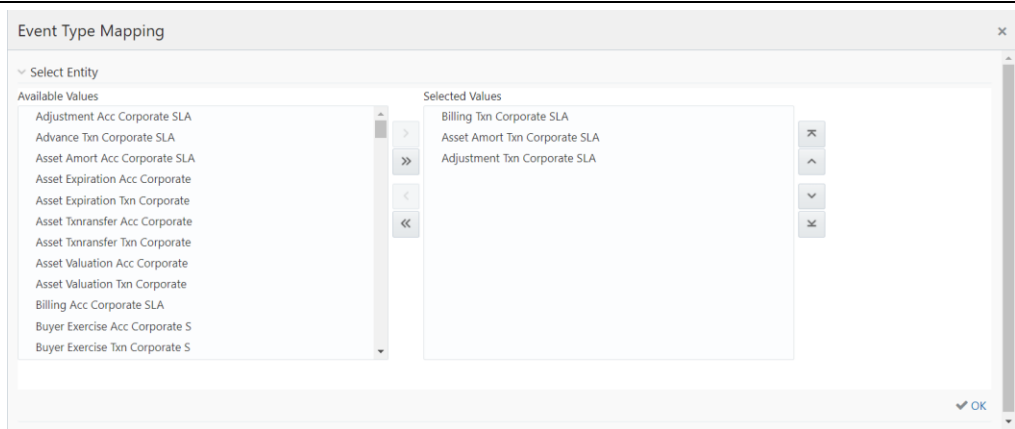 Event Type Mapping
Select Entity
Available Values
Adjustment Acc Corporate SLA
Advance Txn Corporate SLA
Asset Amort Acc Corporate SLA
Asset Expiration Acc Corporate
Asset Expiration Txn Corporate
Asset Txnransfer Acc Corporate
Asset Txnransfer Txn Corporate
Asset Valuation Acc Corporate
Asset Valuation Txn Corporate
Billing Acc Corporate SLA
Buyer Exercise Acc Corporate S
Buyer Exercise Txn Corporate S
Selected Values
Billing Txn Corporate SLA
Asset Amort Txn Corporate SLA
Adjustment Txn Corporate SLA
OK